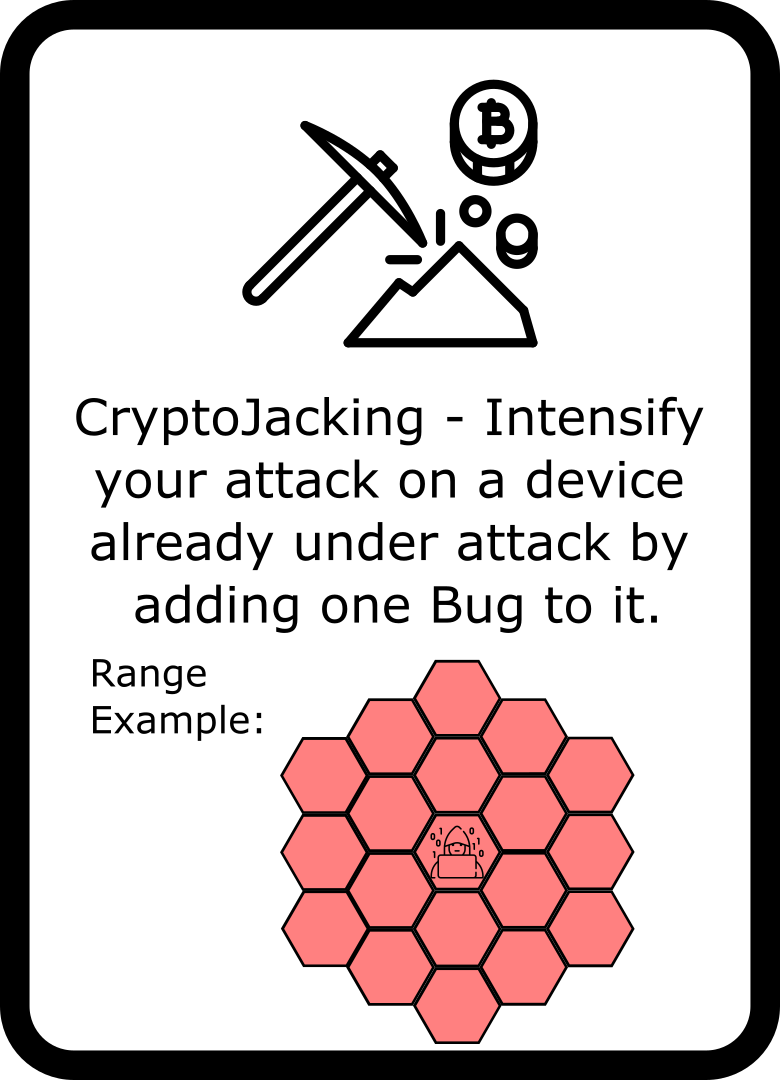 CryptoJacking - Intensify
your attack on a device
already under attack by
adding one Bug to it.
Range
Example: